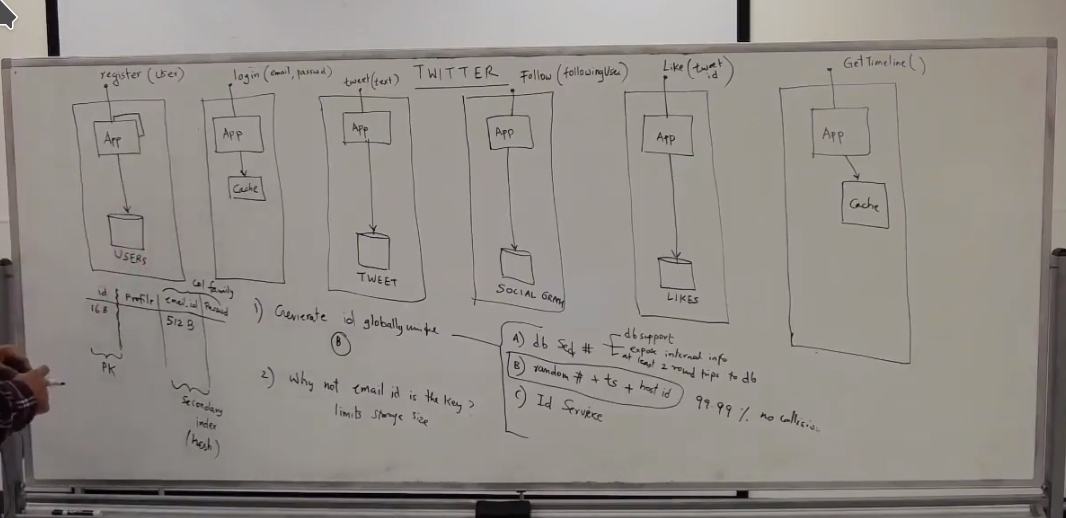 TWITTER
register (user)
login (email, passwd)
tweet (text)
Follow (followingUser)
Like (tweet
id)
GetTimeline ( )
App
App
App
App
App
App
Cache
Cache
USERS
TWEET
SOCIAL GRAPH
LIKES
Col family
id Profile email_id Passwd
16 B 512 B
PK
Secondary
index
(hash)
1) Generate id globally unique
B
2) Why not email id is the key?
limits storage size
A) db Seq #
db support
expose internal info
at least 2 round trips to db
B) random # + ts + host id 99.99 % no collision
C) Id Service